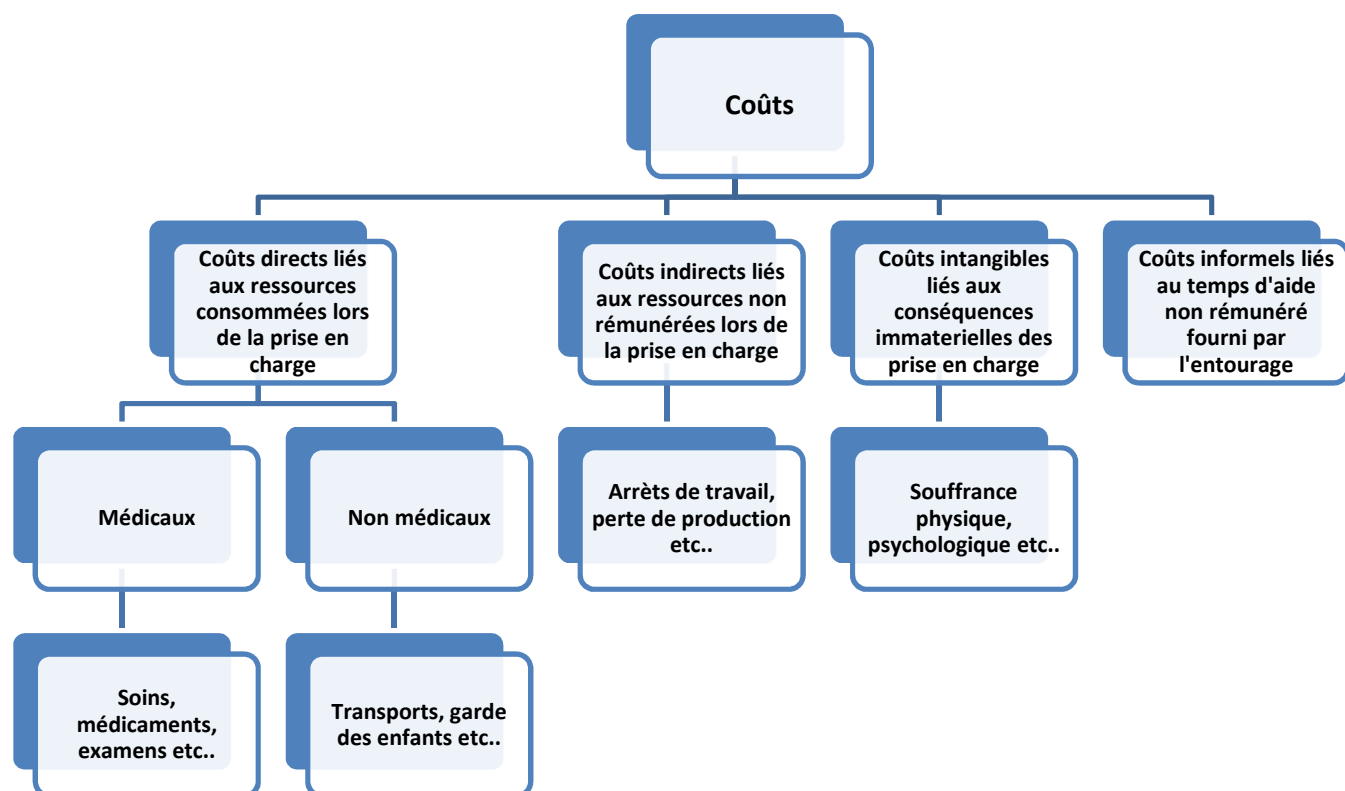 Coûts
Coûts directs liés
aux ressources
consommées lors
de la prise en
charge
Coûts indirects liés
aux ressources non
rémunérées lors de
la prise en charge
Coûts intangibles
liés aux
conséquences
immaterielles des
prise en charge
Coûts informels liés
au temps d'aide
non rémunéré
fourni par
l'entourage
Médicaux
Non médicaux
Arrèts de travail,
perte de production
etc..
Souffrance
physique,
psychologique etc..
Soins,
médicaments,
examens etc..
Transports, garde
des enfants etc..